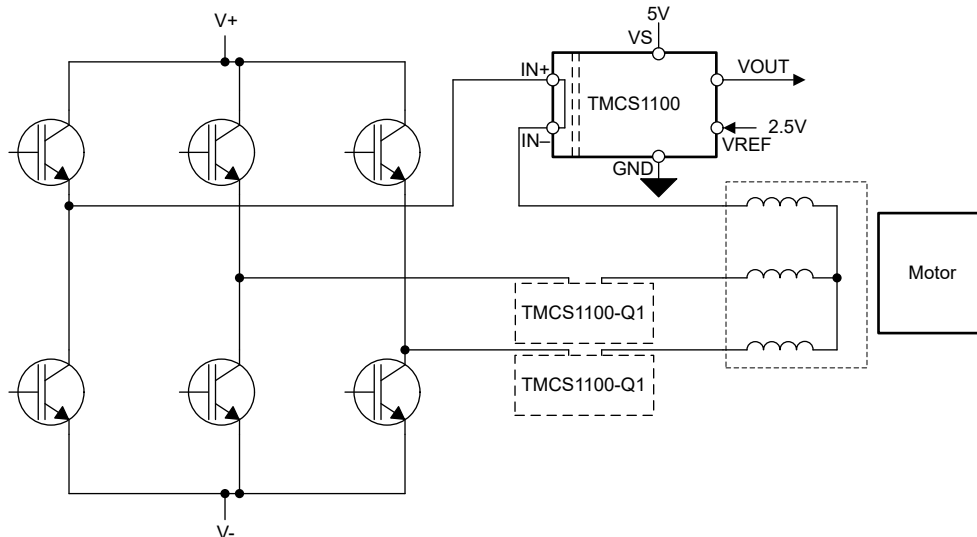 V+
5V
VS
IN+
VOUT
TMCS1100
IN–
2.5V
VREF
GND
Motor
TMCS1100-Q1
TMCS1100-Q1
V-